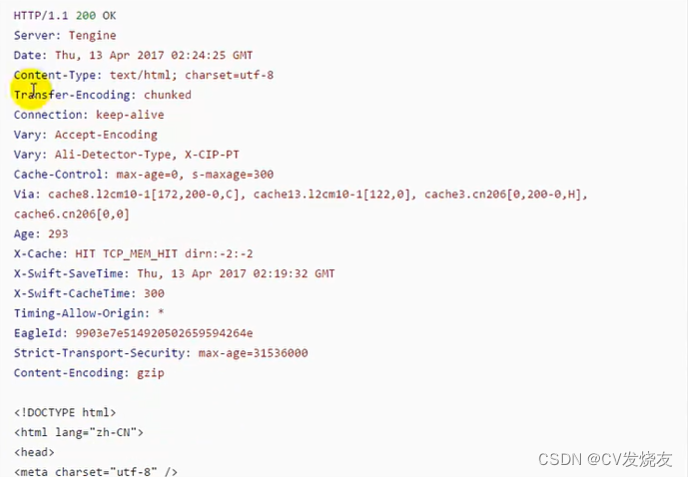 HTTP/1.1 200 OK
Server: Tengine
Date: Thu, 13 Apr 2017 02:24:25 GMT
Content-Type: text/html; charset=utf-8
Transfer-Encoding: chunked
Connection: keep-alive
Vary: Accept-Encoding
Vary: Ali-Detector-Type, X-CIP-PT
Cache-Control: max-age=0, s-maxage=300
Via: cache8.l2cm10-1[172,200-0,C], cache13.l2cm10-1[122,0], cache3.cn206[0,200-0,H],
cache6.cn206[0,0]
Age: 293
X-Cache: HIT TCP_MEM_HIT dirn:-2:-2
X-Swift-SaveTime: Thu, 13 Apr 2017 02:19:32 GMT
X-Swift-CacheTime: 300
Timing-Allow-Origin: *
EagleId: 9903e7e514920502659594264e
Strict-Transport-Security: max-age=31536000
Content-Encoding: gzip
<!DOCTYPE html>
<html lang="zh-CN">
<head>
<meta charset="utf-8" />
CSDN @CV发烧友